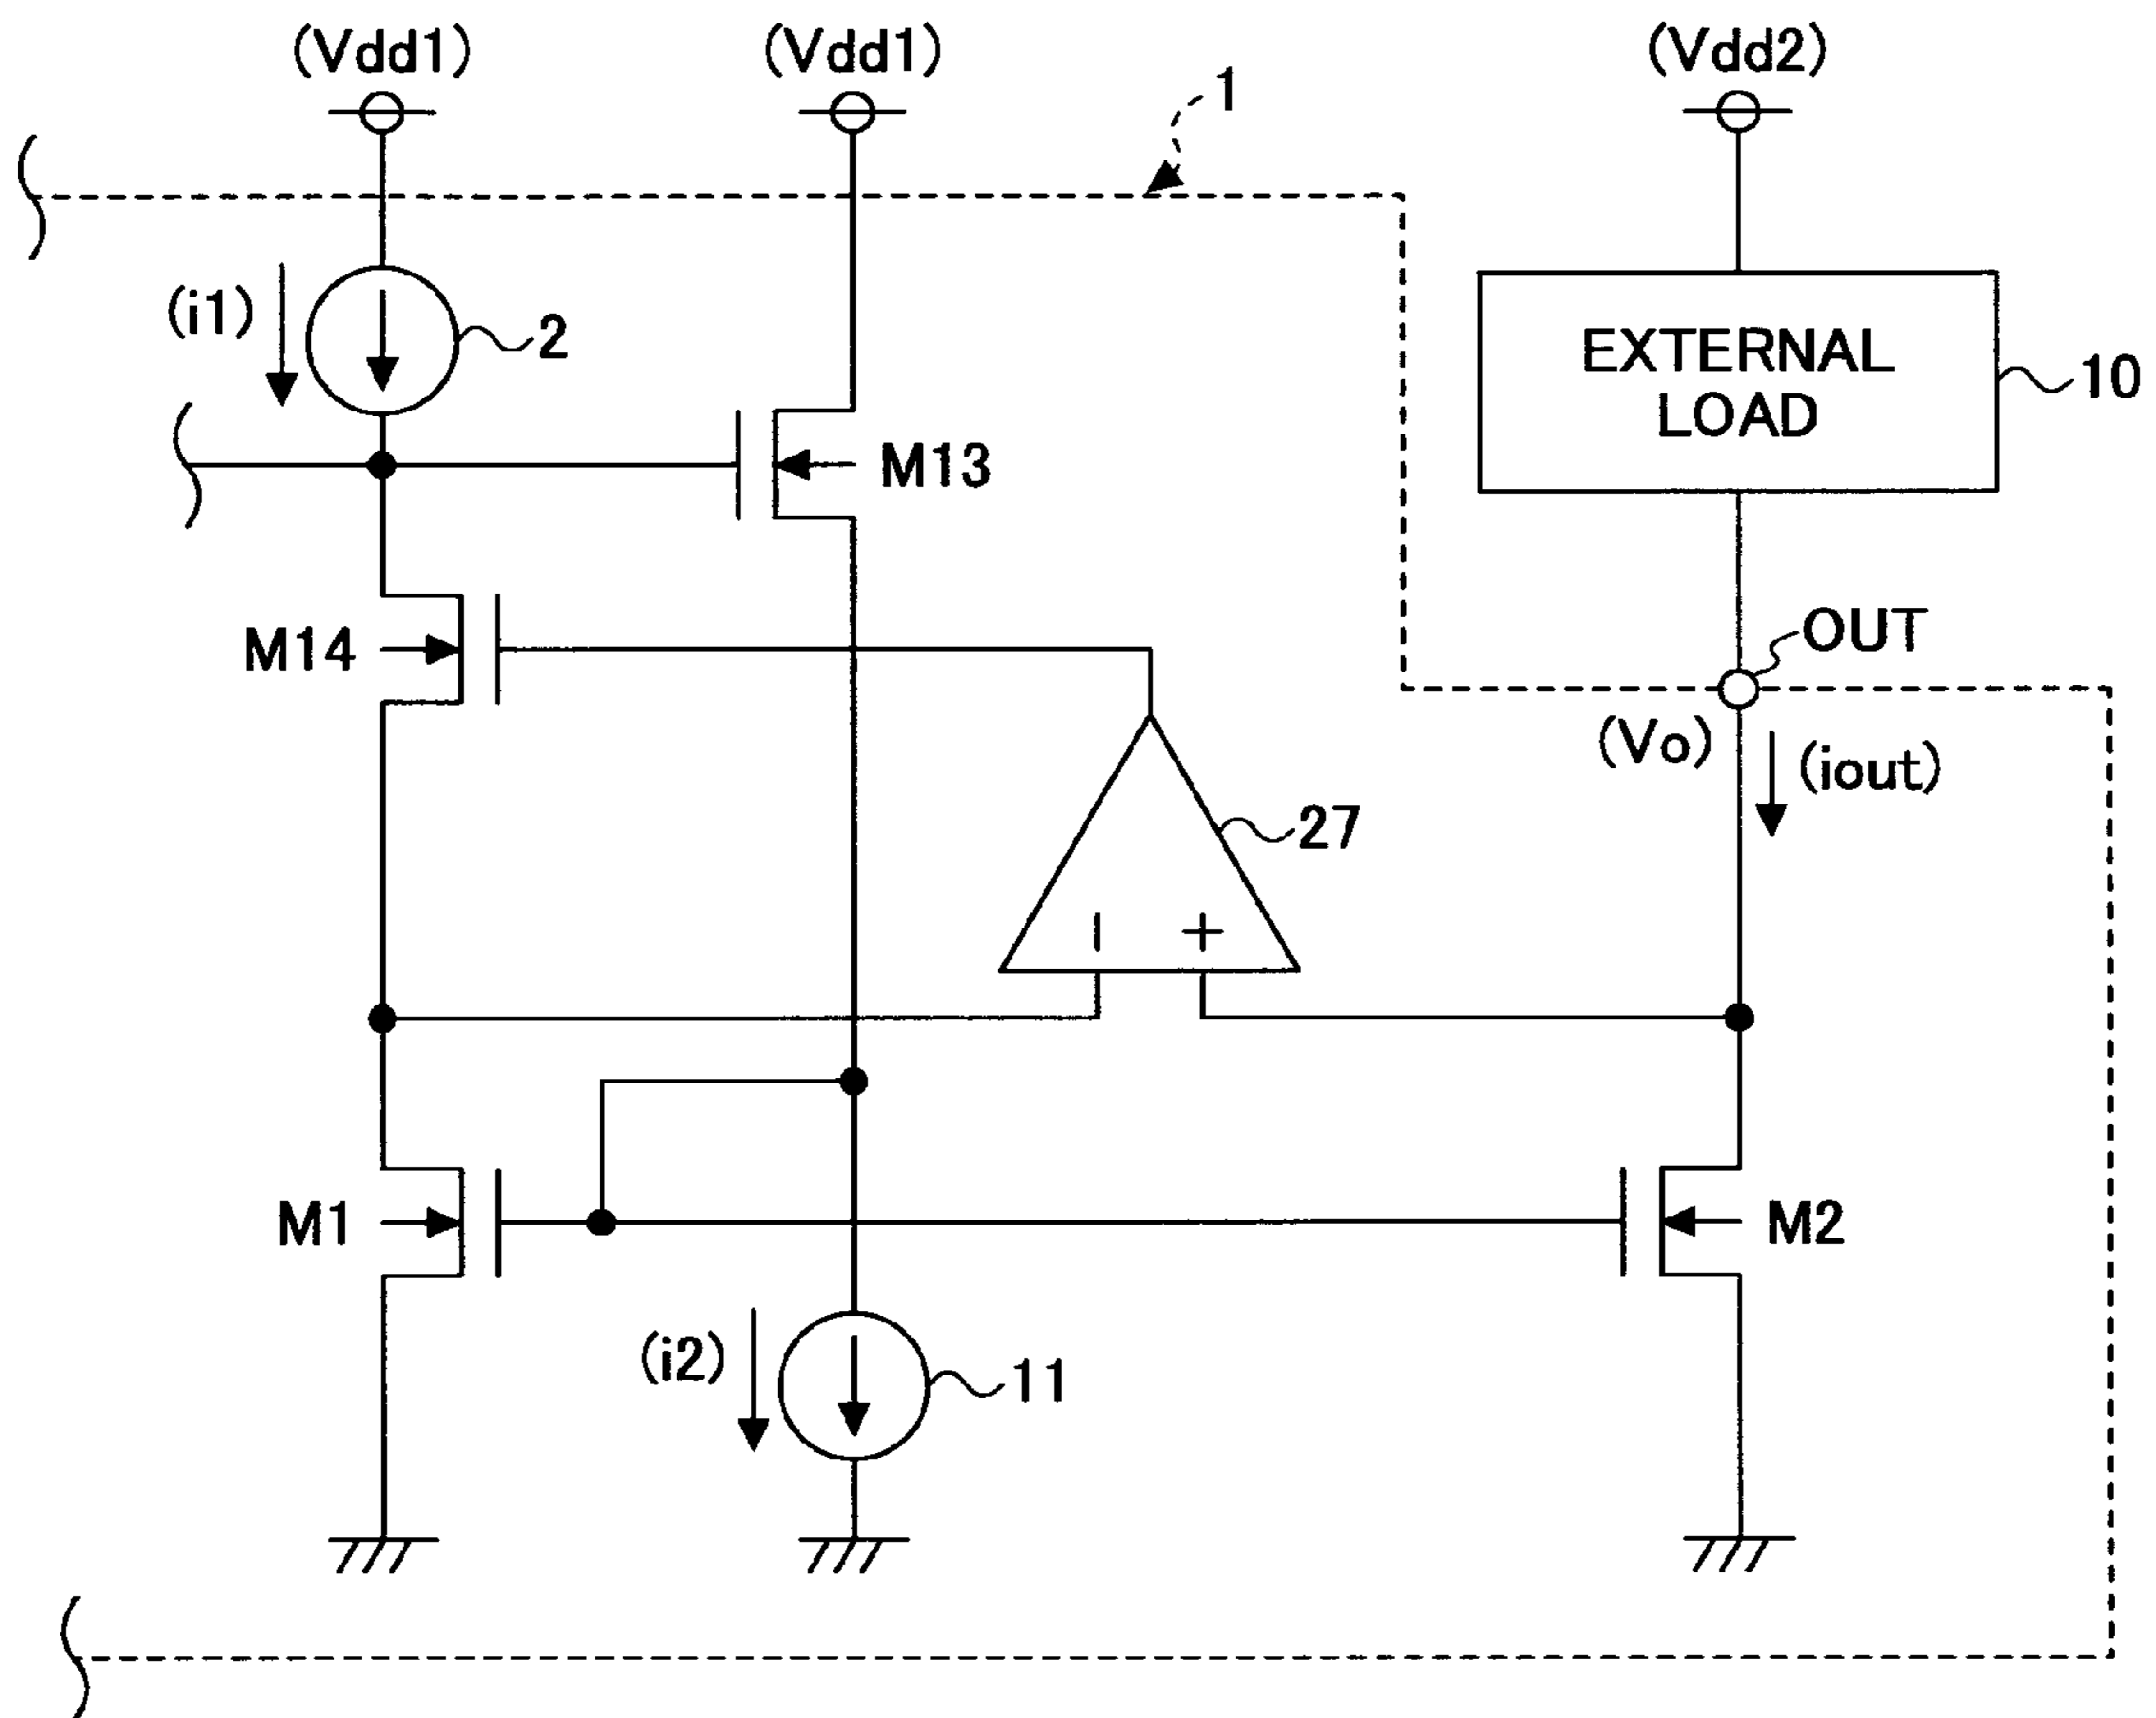 (Vdd1) (Vdd1) (Vdd2)
1
(i1)
2
EXTERNAL
LOAD
10
M13
M14
OUT
(Vo)
(iout)
27
− +
M1
M2
(i2)
11